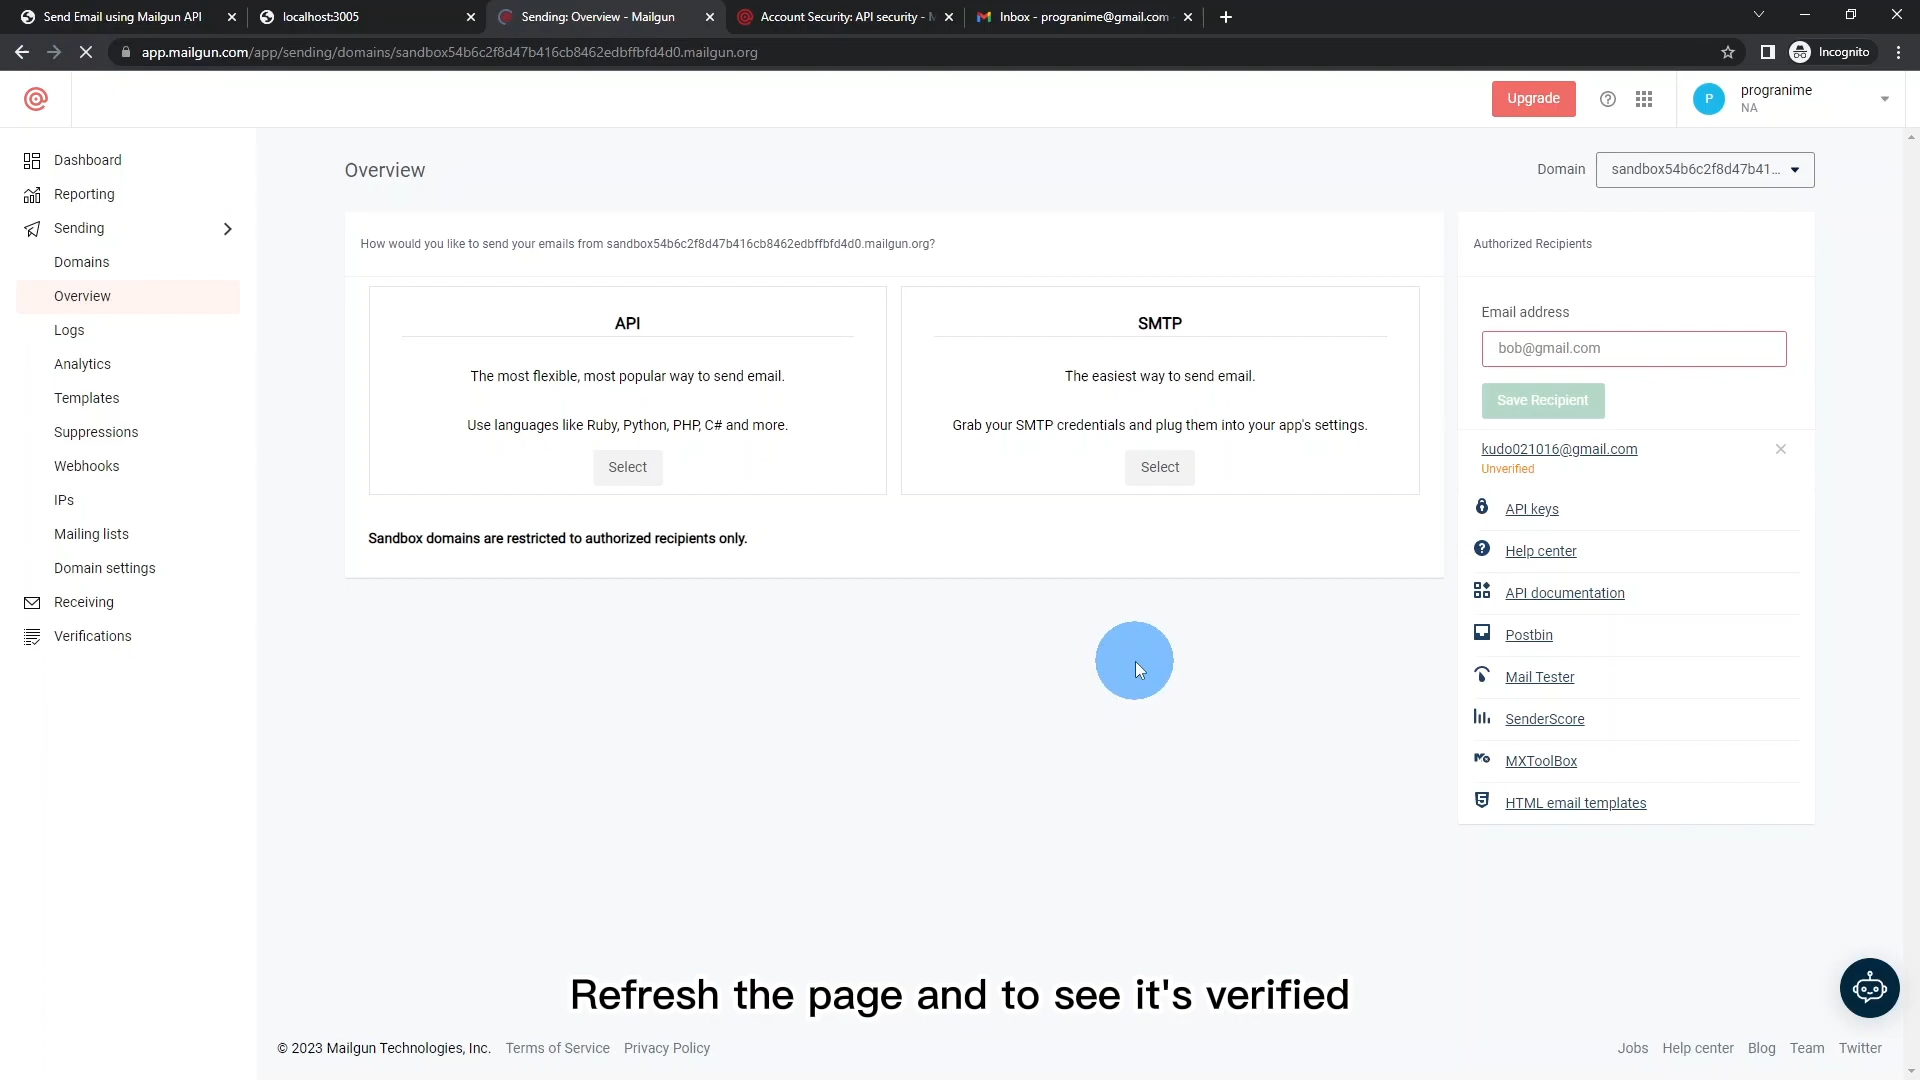 Send Email using Mailgun API
localhost:3005
Sending: Overview - Mailgun
Account Security: API security -
Inbox - programime@gmail.com
app.mailgun.com/app/sending/domains/sandbox54b6c2f8d47b416cb8462edbffbfd4d0.mailgun.org
Incognito
Upgrade
P
progranime
NA
Dashboard
Reporting
Sending
Domains
Overview
Logs
Analytics
Templates
Suppressions
Webhooks
IPs
Mailing lists
Domain settings
Receiving
Verifications
Overview
Domain
sandbox54b6c2f8d47b41...
How would you like to send your emails from sandbox54b6c2f8d47b416cb8462edbffbfd4d0.mailgun.org?
API
The most flexible, most popular way to send email.
Use languages like Ruby, Python, PHP, C# and more.
Select
SMTP
The easiest way to send email.
Grab your SMTP credentials and plug them into your app's settings.
Select
Sandbox domains are restricted to authorized recipients only.
Authorized Recipients
Email address
bob@gmail.com
Save Recipient
kudo021016@gmail.com
Unverified
API keys
Help center
API documentation
Postbin
Mail Tester
SenderScore
MXToolBox
HTML email templates
Refresh the page and to see it's verified
© 2023 Mailgun Technologies, Inc. Terms of Service Privacy Policy
Jobs Help center Blog Team Twitter